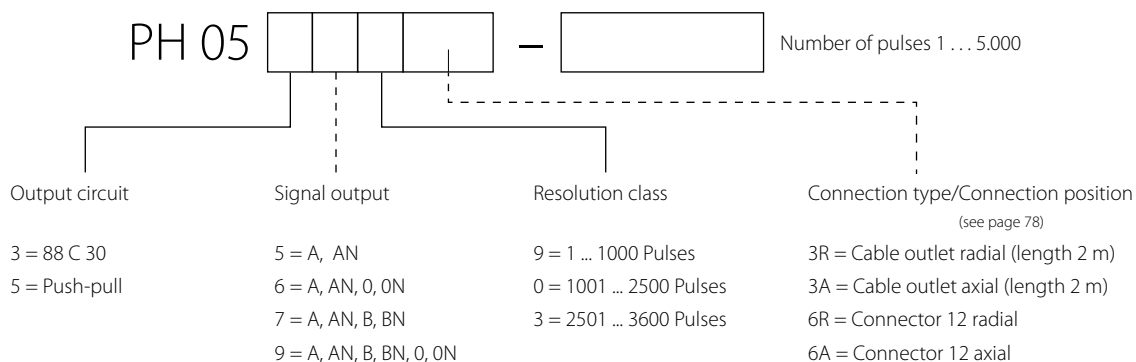 PH 05 – Number of pulses 1 . . . 5.000
Output circuit
3 = 88 C 30
5 = Push-pull
Signal output
5 = A, AN
6 = A, AN, 0, 0N
7 = A, AN, B, BN
9 = A, AN, B, BN, 0, 0N
Resolution class
9 = 1 ... 1000 Pulses
0 = 1001 ... 2500 Pulses
3 = 2501 ... 3600 Pulses
Connection type/Connection position
(see page 78)
3R = Cable outlet radial (length 2 m)
3A = Cable outlet axial (length 2 m)
6R = Connector 12 radial
6A = Connector 12 axial